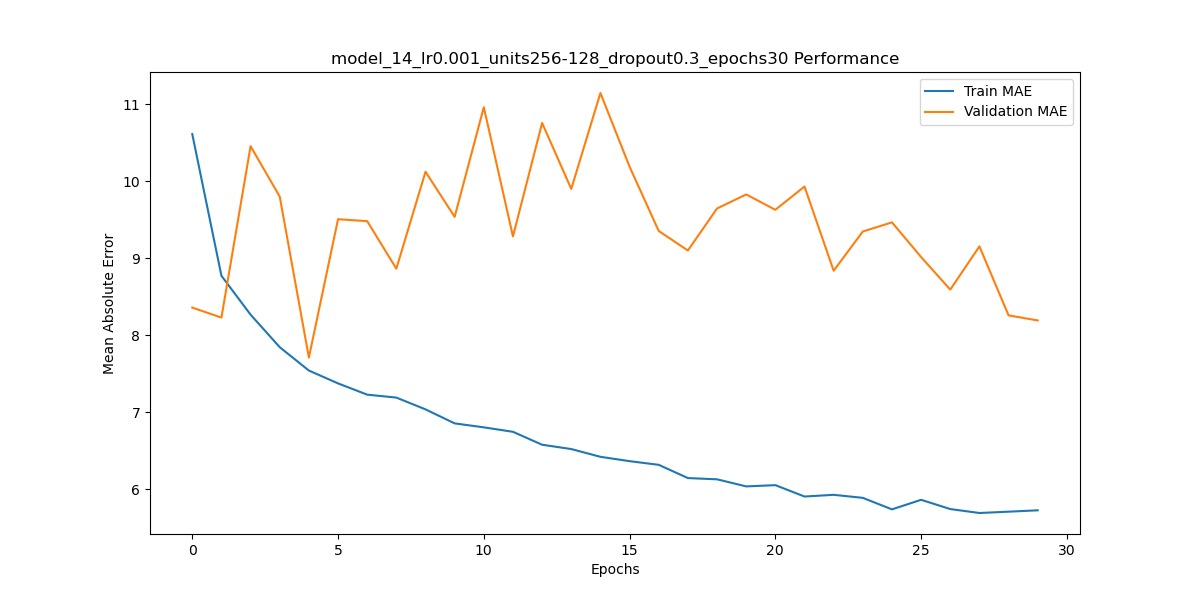 model_14_lr0.001_units256-128_dropout0.3_epochs30 Performance
Train MAE
Validation MAE
Mean Absolute Error
11
10
9
8
7
6
0 5 10 15 20 25 30
Epochs